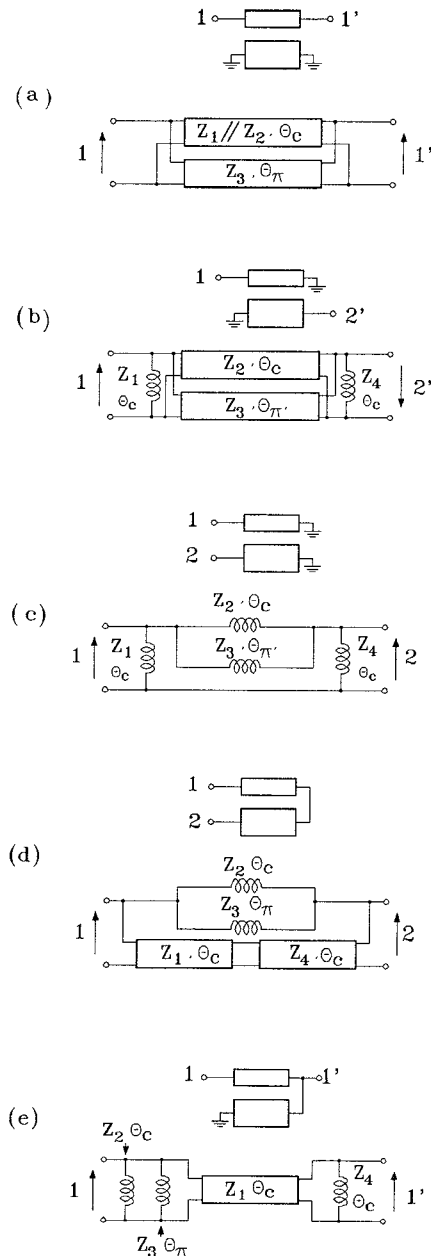 1 1'
(a)
Z₁//Z₂ , Θc
1 1'
Z₃ , Θπ
1
(b)
2'
1 Z₁ Θc Z₂ , Θc Z₄ Θc 2'
Z₃ , Θπ'
1
2
(c)
Z₂ , Θc
1 Z₁ Θc Z₃ , Θπ' Z₄ Θc 2
1
2
(d)
Z₂ Θc
Z₃ Θπ
1 2
Z₁ , Θc Z₄ , Θc
1 1'
(e)
Z₂ Θc
1 Z₁ Θc Z₄ Θc 1'
Z₃ Θπ